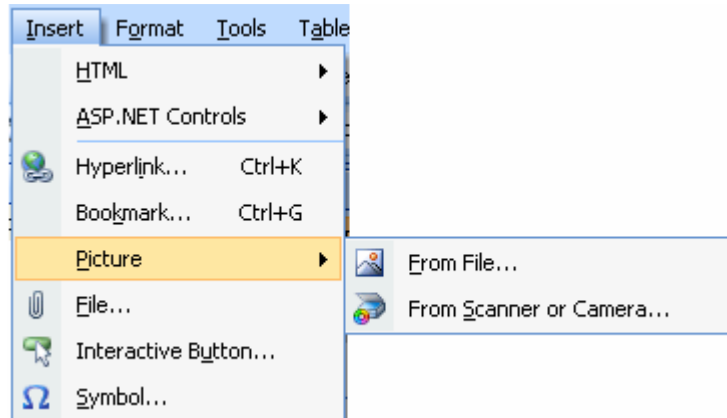 Insert Format Tools Table
HTML
ASP.NET Controls
Hyperlink... Ctrl+K
Bookmark... Ctrl+G
Picture
From File...
File...
From Scanner or Camera...
Interactive Button...
Symbol...